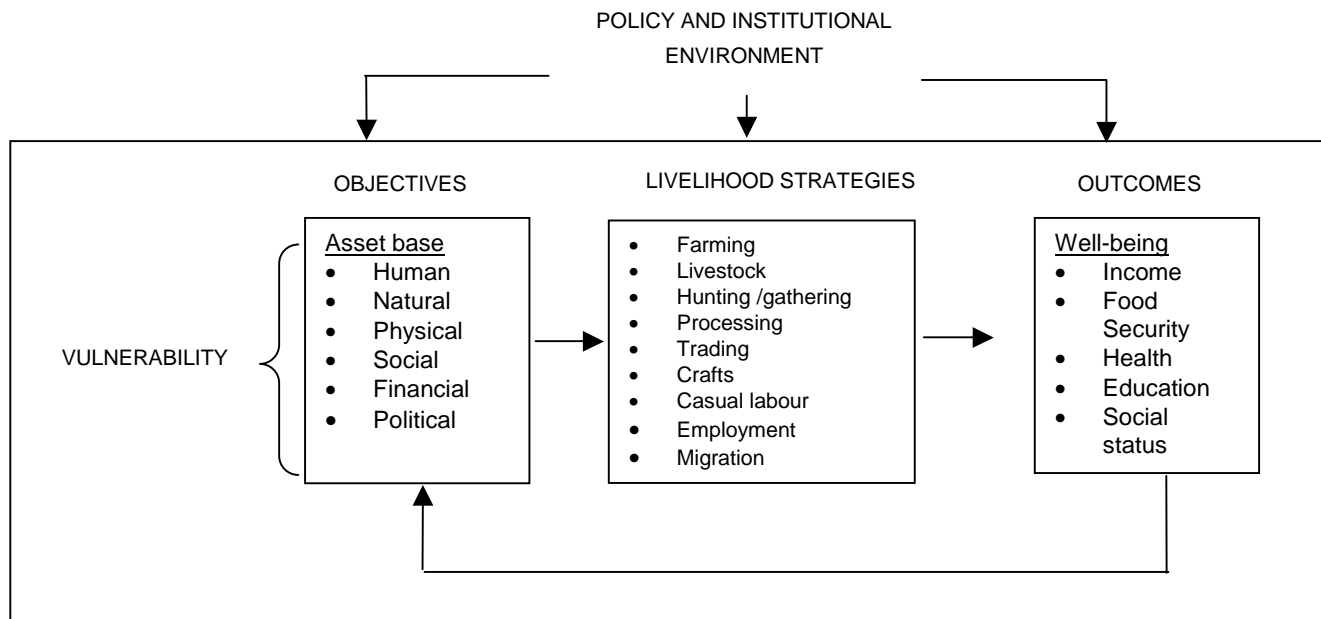 POLICY AND INSTITUTIONAL
ENVIRONMENT
OBJECTIVES
LIVELIHOOD STRATEGIES
OUTCOMES
VULNERABILITY
Asset base
• Human
• Natural
• Physical
• Social
• Financial
• Political
• Farming
• Livestock
• Hunting /gathering
• Processing
• Trading
• Crafts
• Casual labour
• Employment
• Migration
Well-being
• Income
• Food
Security
• Health
• Education
• Social
status